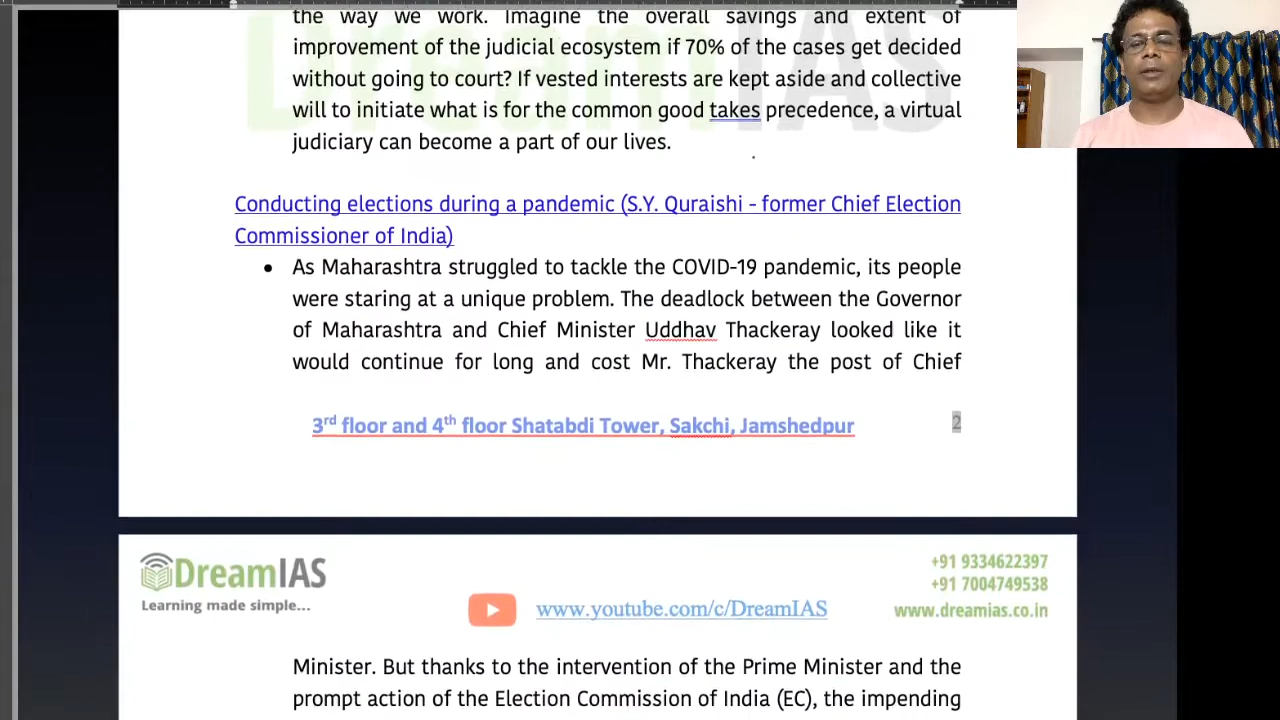 the way we work. Imagine the overall savings and extent of
improvement of the judicial ecosystem if 70% of the cases get decided
without going to court? If vested interests are kept aside and collective
will to initiate what is for the common good takes precedence, a virtual
judiciary can become a part of our lives.
Conducting elections during a pandemic (S.Y. Quraishi - former Chief Election
Commissioner of India)
• As Maharashtra struggled to tackle the COVID-19 pandemic, its people
were staring at a unique problem. The deadlock between the Governor
of Maharashtra and Chief Minister Uddhav Thackeray looked like it
would continue for long and cost Mr. Thackeray the post of Chief
3rd floor and 4th floor Shatabdi Tower, Sakchi, Jamshedpur
2
DreamIAS
Learning made simple...
www.youtube.com/c/DreamIAS
+91 9334622397
+91 7004749538
www.dreamias.co.in
Minister. But thanks to the intervention of the Prime Minister and the
prompt action of the Election Commission of India (EC), the impending